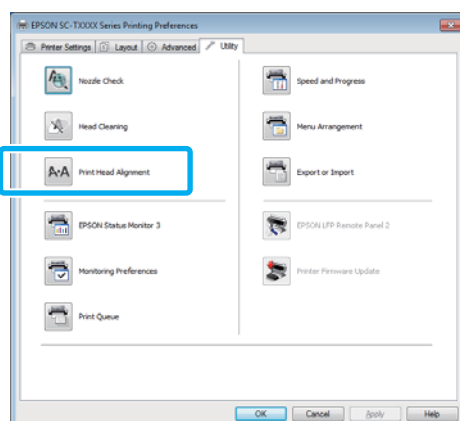 EPSON SC-TXXXX Series Printing Preferences
Printer Settings Layout Advanced Utility
Nozzle Check
Speed and Progress
Head Cleaning
Menu Arrangement
A·A Print Head Alignment
Export or Import
EPSON Status Monitor 3
EPSON LFP Remote Panel 2
Monitoring Preferences
Printer Firmware Update
Print Queue
OK Cancel Apply Help